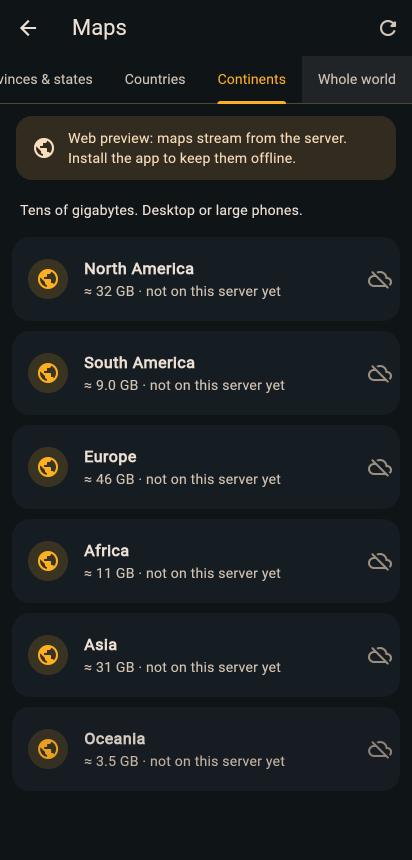 Maps
vinces & states
Countries
Continents
Whole world
Web preview: maps stream from the server.
Install the app to keep them offline.
Tens of gigabytes. Desktop or large phones.
North America
≈ 32 GB · not on this server yet
South America
≈ 9.0 GB · not on this server yet
Europe
≈ 46 GB · not on this server yet
Africa
≈ 11 GB · not on this server yet
Asia
≈ 31 GB · not on this server yet
Oceania
≈ 3.5 GB · not on this server yet